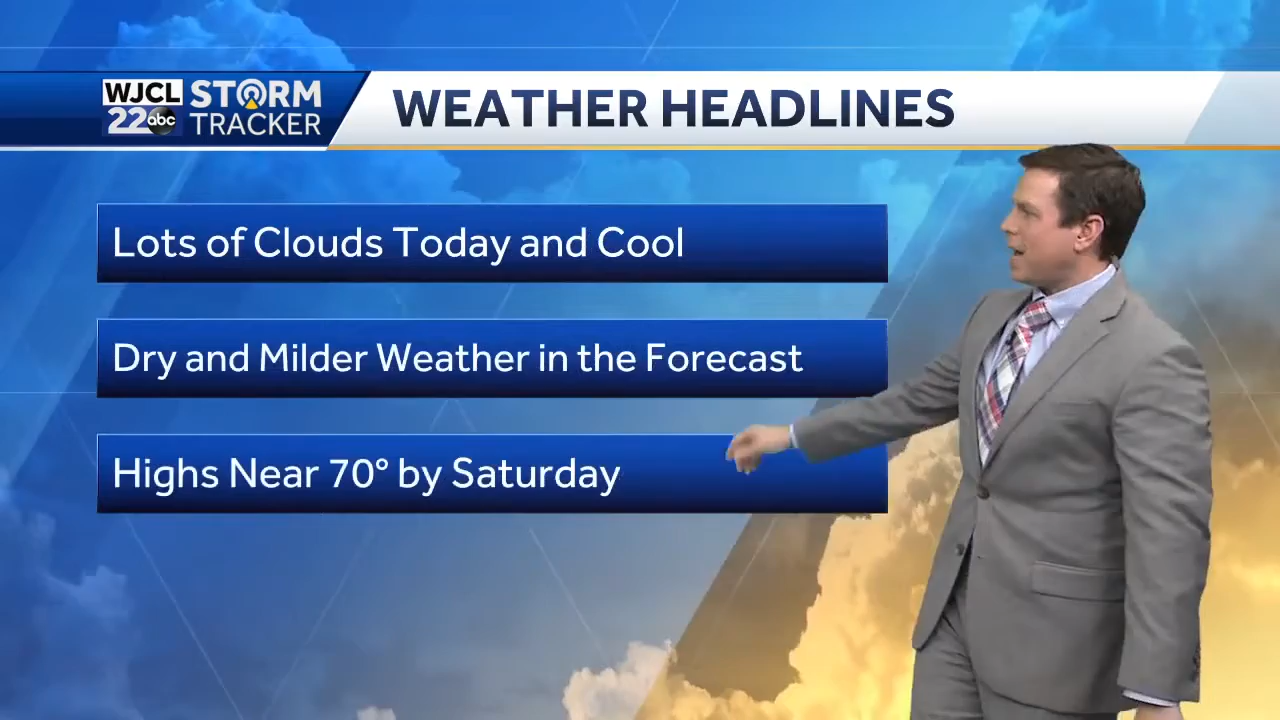 WJCL
22 abc
STORM
TRACKER
WEATHER HEADLINES
Lots of Clouds Today and Cool
Dry and Milder Weather in the Forecast
Highs Near 70° by Saturday